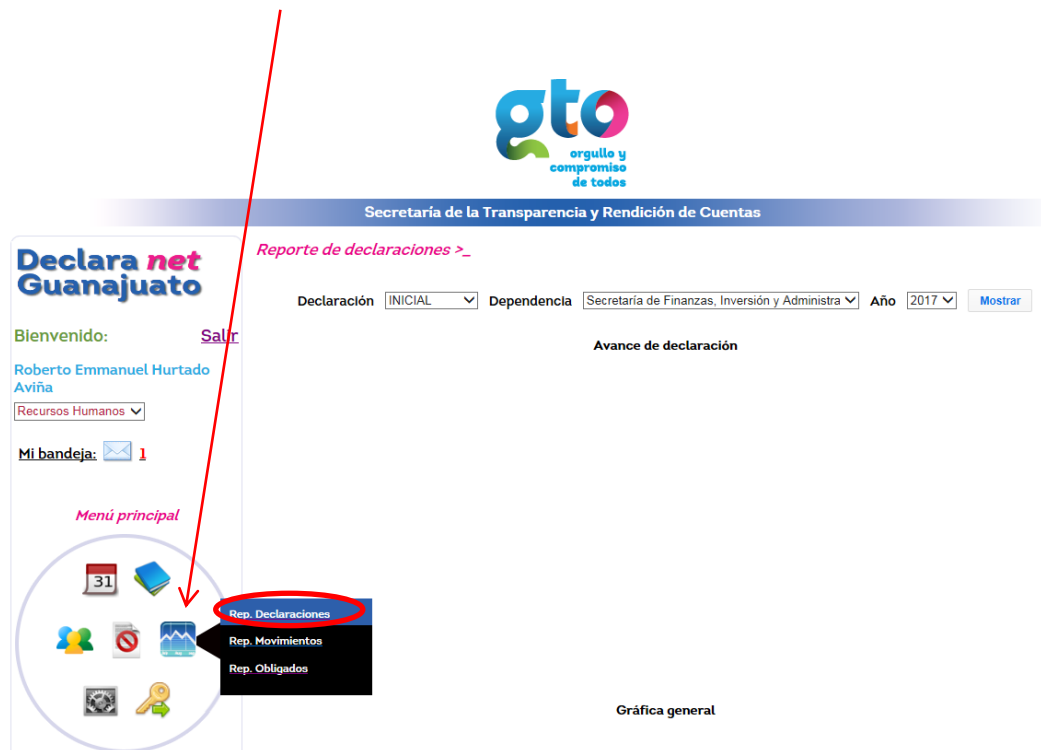 gto
orgullo y
compromiso
de todos
Secretaría de la Transparencia y Rendición de Cuentas
Declara net
Guanajuato
Bienvenido: Salir
Roberto Emmanuel Hurtado
Aviña
Recursos Humanos
Mi bandeja: 1
Menú principal
31
Reporte de declaraciones >_
Declaración INICIAL Dependencia Secretaría de Finanzas, Inversión y Administra Año 2017 Mostrar
Avance de declaración
Rep. Declaraciones
Rep. Movimientos
Rep. Obligados
Gráfica general